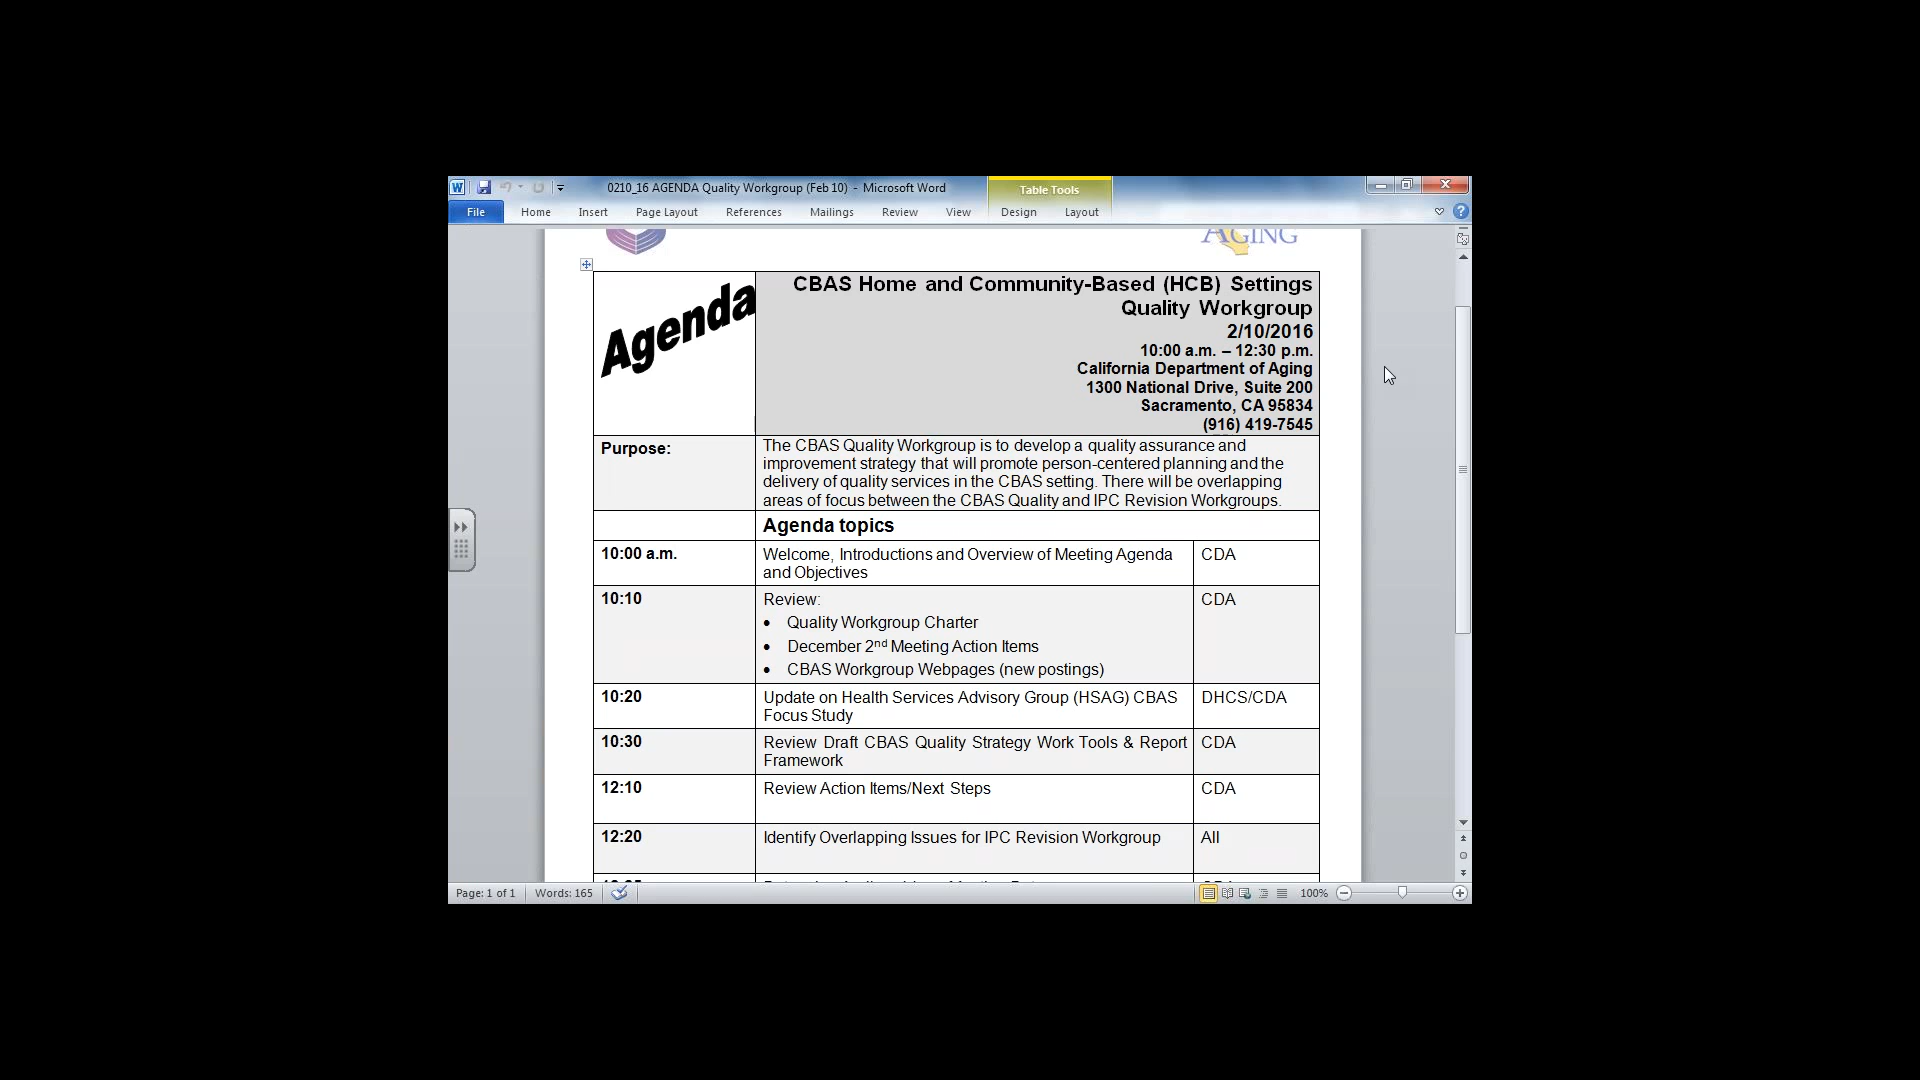 0210_16 AGENDA Quality Workgroup (Feb 10) - Microsoft Word
Table Tools
File Home Insert Page Layout References Mailings Review View Design Layout
AGING
Agenda
CBAS Home and Community-Based (HCB) Settings
Quality Workgroup
2/10/2016
10:00 a.m. – 12:30 p.m.
California Department of Aging
1300 National Drive, Suite 200
Sacramento, CA 95834
(916) 419-7545
Purpose:
The CBAS Quality Workgroup is to develop a quality assurance and
improvement strategy that will promote person-centered planning and the
delivery of quality services in the CBAS setting. There will be overlapping
areas of focus between the CBAS Quality and IPC Revision Workgroups.
Agenda topics
10:00 a.m. Welcome, Introductions and Overview of Meeting Agenda CDA
and Objectives
10:10 Review: CDA
• Quality Workgroup Charter
• December 2nd Meeting Action Items
• CBAS Workgroup Webpages (new postings)
10:20 Update on Health Services Advisory Group (HSAG) CBAS DHCS/CDA
Focus Study
10:30 Review Draft CBAS Quality Strategy Work Tools & Report CDA
Framework
12:10 Review Action Items/Next Steps CDA
12:20 Identify Overlapping Issues for IPC Revision Workgroup All
Page: 1 of 1 Words: 165 100%